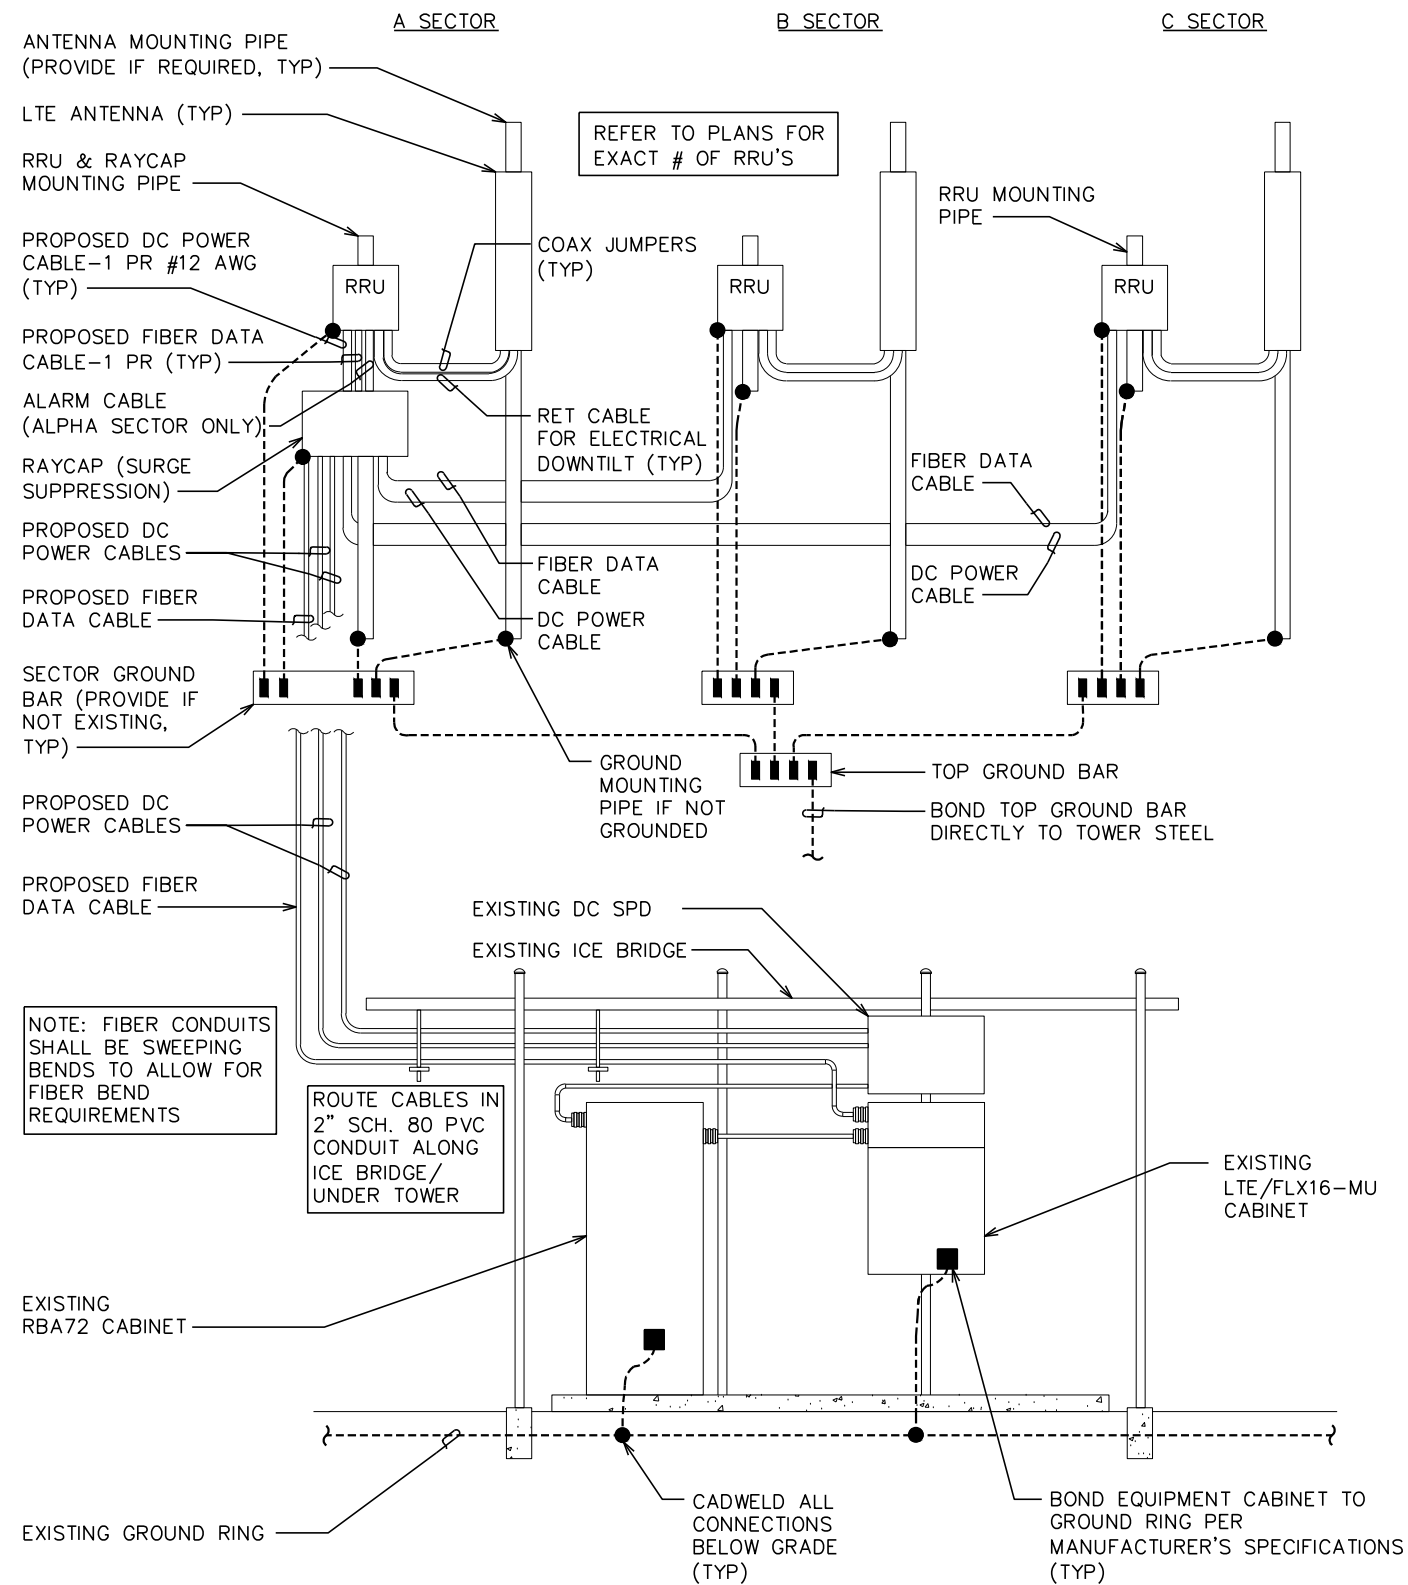 A SECTOR
B SECTOR
C SECTOR
ANTENNA MOUNTING PIPE
(PROVIDE IF REQUIRED, TYP)
LTE ANTENNA (TYP)
RRU & RAYCAP
MOUNTING PIPE
PROPOSED DC POWER
CABLE-1 PR #12 AWG
(TYP)
PROPOSED FIBER DATA
CABLE-1 PR (TYP)
ALARM CABLE
(ALPHA SECTOR ONLY)
RAYCAP (SURGE
SUPPRESSION)
PROPOSED DC
POWER CABLES
PROPOSED FIBER
DATA CABLE
SECTOR GROUND
BAR (PROVIDE IF
NOT EXISTING,
TYP)
REFER TO PLANS FOR
EXACT # OF RRU'S
RRU MOUNTING
PIPE
RRU
RRU
RRU
COAX JUMPERS
(TYP)
RET CABLE
FOR ELECTRICAL
DOWNTILT (TYP)
FIBER DATA
CABLE
DC POWER
CABLE
FIBER DATA
CABLE
DC POWER
CABLE
GROUND
MOUNTING
PIPE IF NOT
GROUNDED
TOP GROUND BAR
BOND TOP GROUND BAR
DIRECTLY TO TOWER STEEL
PROPOSED DC
POWER CABLES
PROPOSED FIBER
DATA CABLE
EXISTING DC SPD
EXISTING ICE BRIDGE
NOTE: FIBER CONDUITS
SHALL BE SWEEPING
BENDS TO ALLOW FOR
FIBER BEND
REQUIREMENTS
ROUTE CABLES IN
2" SCH. 80 PVC
CONDUIT ALONG
ICE BRIDGE/
UNDER TOWER
EXISTING
LTE/FLX16-MU
CABINET
EXISTING
RBA72 CABINET
EXISTING GROUND RING
CADWELD ALL
CONNECTIONS
BELOW GRADE
(TYP)
BOND EQUIPMENT CABINET TO
GROUND RING PER
MANUFACTURER'S SPECIFICATIONS
(TYP)